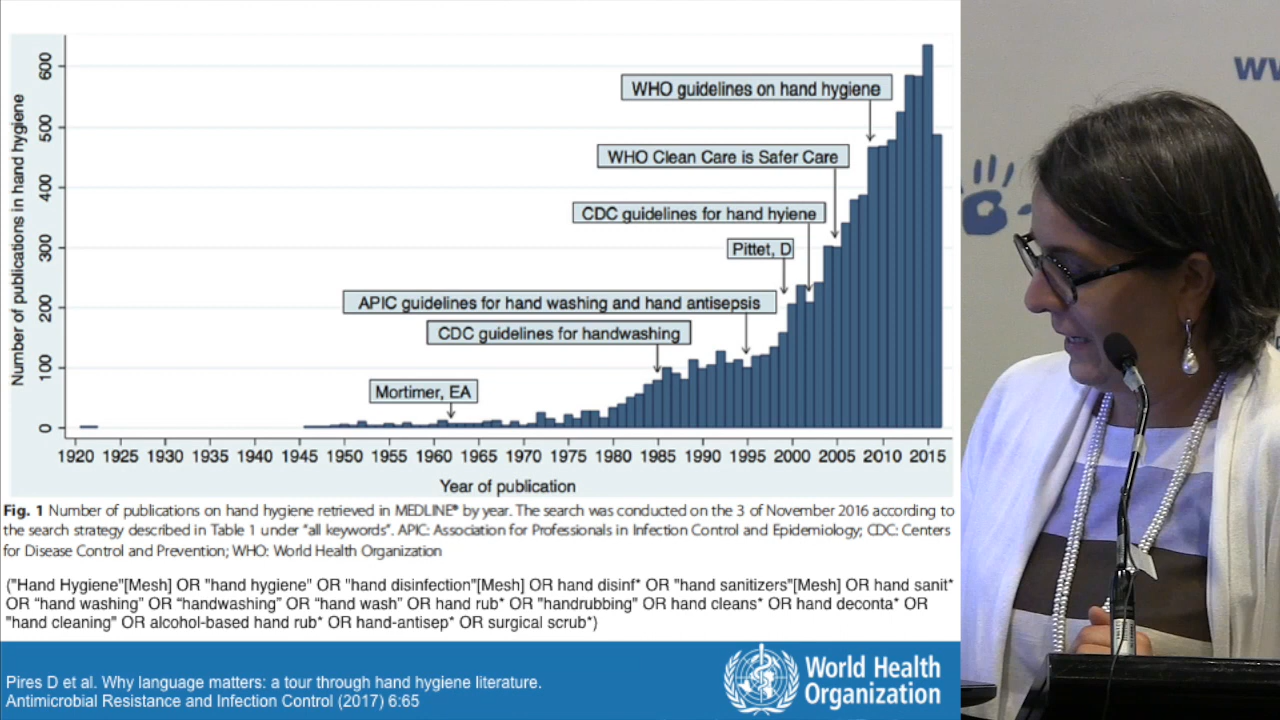 Number of publications in hand hygiene
600
500
400
300
200
100
0
WHO guidelines on hand hygiene
WHO Clean Care is Safer Care
CDC guidelines for hand hyiene
Pittet, D
APIC guidelines for hand washing and hand antisepsis
CDC guidelines for handwashing
Mortimer, EA
1920 1925 1930 1935 1940 1945 1950 1955 1960 1965 1970 1975 1980 1985 1990 1995 2000 2005 2010 2015
Year of publication
Fig. 1 Number of publications on hand hygiene retrieved in MEDLINE® by year. The search was conducted on the 3 of November 2016 according to
the search strategy described in Table 1 under “all keywords”. APIC: Association for Professionals in Infection Control and Epidemiology; CDC: Centers
for Disease Control and Prevention; WHO: World Health Organization
("Hand Hygiene"[Mesh] OR "hand hygiene" OR "hand disinfection"[Mesh] OR hand disinf* OR "hand sanitizers"[Mesh] OR hand sanit*
OR “hand washing” OR “handwashing” OR “hand wash” OR hand rub* OR "handrubbing" OR hand cleans* OR hand deconta* OR
"hand cleaning" OR alcohol-based hand rub* OR hand-antisep* OR surgical scrub*)
Pires D et al. Why language matters: a tour through hand hygiene literature.
Antimicrobial Resistance and Infection Control (2017) 6:65
World Health
Organization